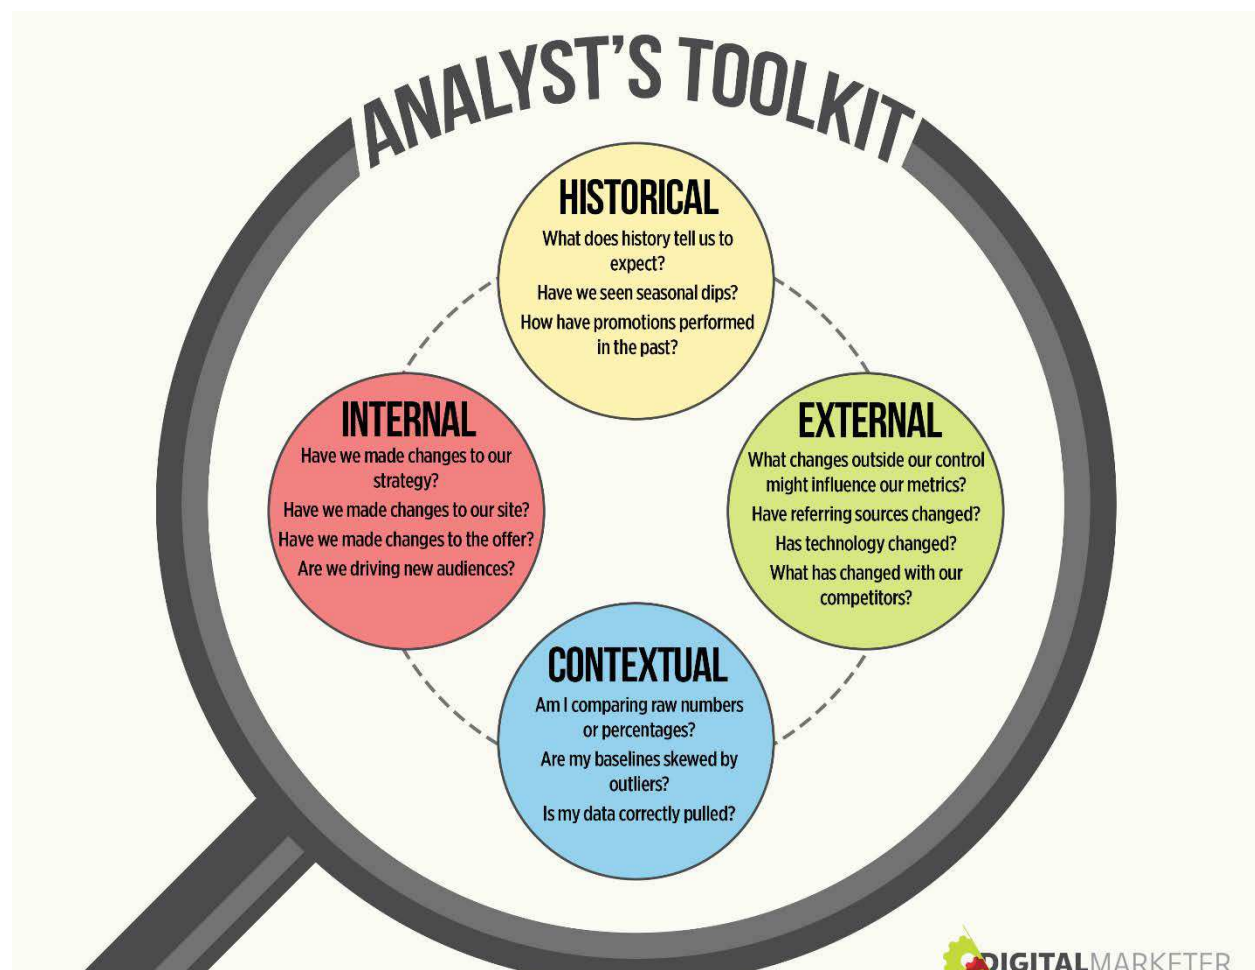 ANALYST'S TOOLKIT
HISTORICAL
What does history tell us to
expect?
Have we seen seasonal dips?
How have promotions performed
in the past?
INTERNAL
Have we made changes to our
strategy?
Have we made changes to our site?
Have we made changes to the offer?
Are we driving new audiences?
EXTERNAL
What changes outside our control
might influence our metrics?
Have referring sources changed?
Has technology changed?
What has changed with our
competitors?
CONTEXTUAL
Am I comparing raw numbers
or percentages?
Are my baselines skewed by
outliers?
Is my data correctly pulled?
DIGITALMARKETER